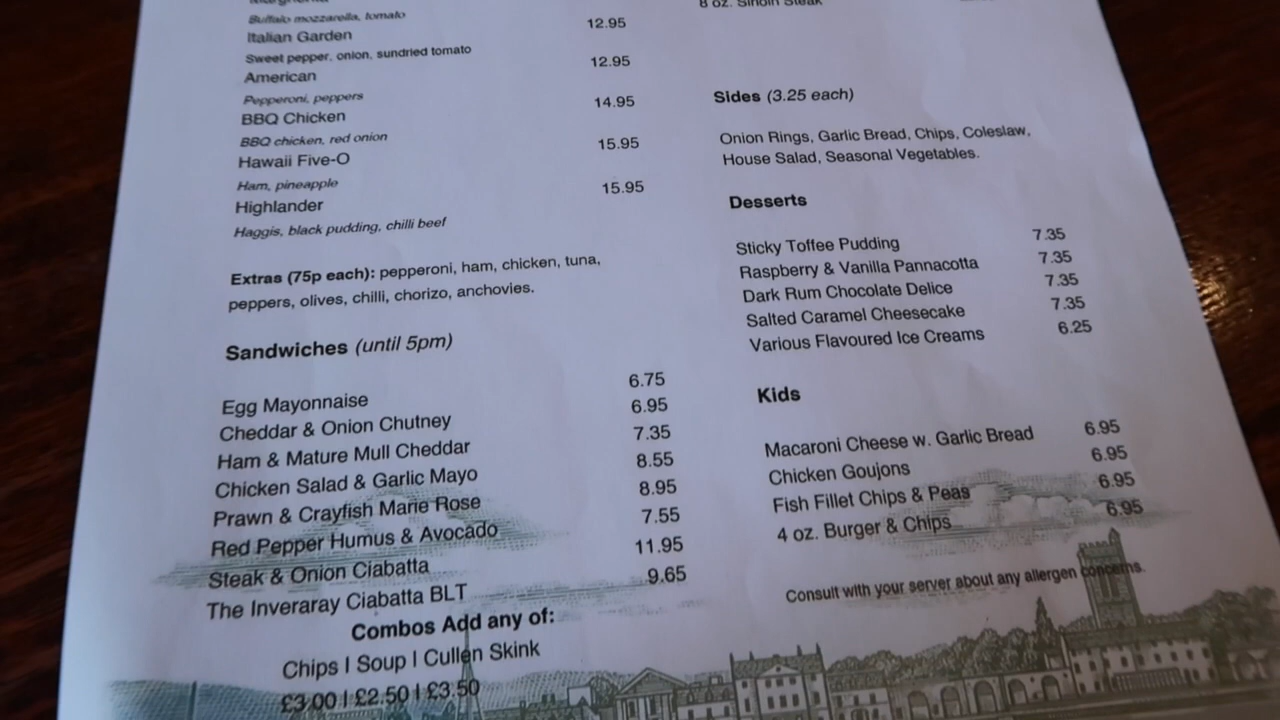 Buffalo mozzarella, tomato
Italian Garden 12.95
Sweet pepper, onion, sundried tomato
American 12.95
Pepperoni, peppers
BBQ Chicken 14.95
BBQ chicken, red onion
Hawaii Five-O 15.95
Ham, pineapple
Highlander 15.95
Haggis, black pudding, chilli beef
Extras (75p each): pepperoni, ham, chicken, tuna,
peppers, olives, chilli, chorizo, anchovies.
Sandwiches (until 5pm)
Egg Mayonnaise 6.75
Cheddar & Onion Chutney 6.95
Ham & Mature Mull Cheddar 7.35
Chicken Salad & Garlic Mayo 8.55
Prawn & Crayfish Marie Rose 8.95
Red Pepper Humus & Avocado 7.55
Steak & Onion Ciabatta 11.95
The Inveraray Ciabatta BLT 9.65
Combos Add any of:
Chips | Soup | Cullen Skink
£3.00 | £2.50 | £3.50
8 oz. Sirloin Steak
Sides (3.25 each)
Onion Rings, Garlic Bread, Chips, Coleslaw,
House Salad, Seasonal Vegetables.
Desserts
Sticky Toffee Pudding 7.35
Raspberry & Vanilla Pannacotta 7.35
Dark Rum Chocolate Delice 7.35
Salted Caramel Cheesecake 7.35
Various Flavoured Ice Creams 6.25
Kids
Macaroni Cheese w. Garlic Bread 6.95
Chicken Goujons 6.95
Fish Fillet Chips & Peas 6.95
4 oz. Burger & Chips 6.95
Consult with your server about any allergen concerns.